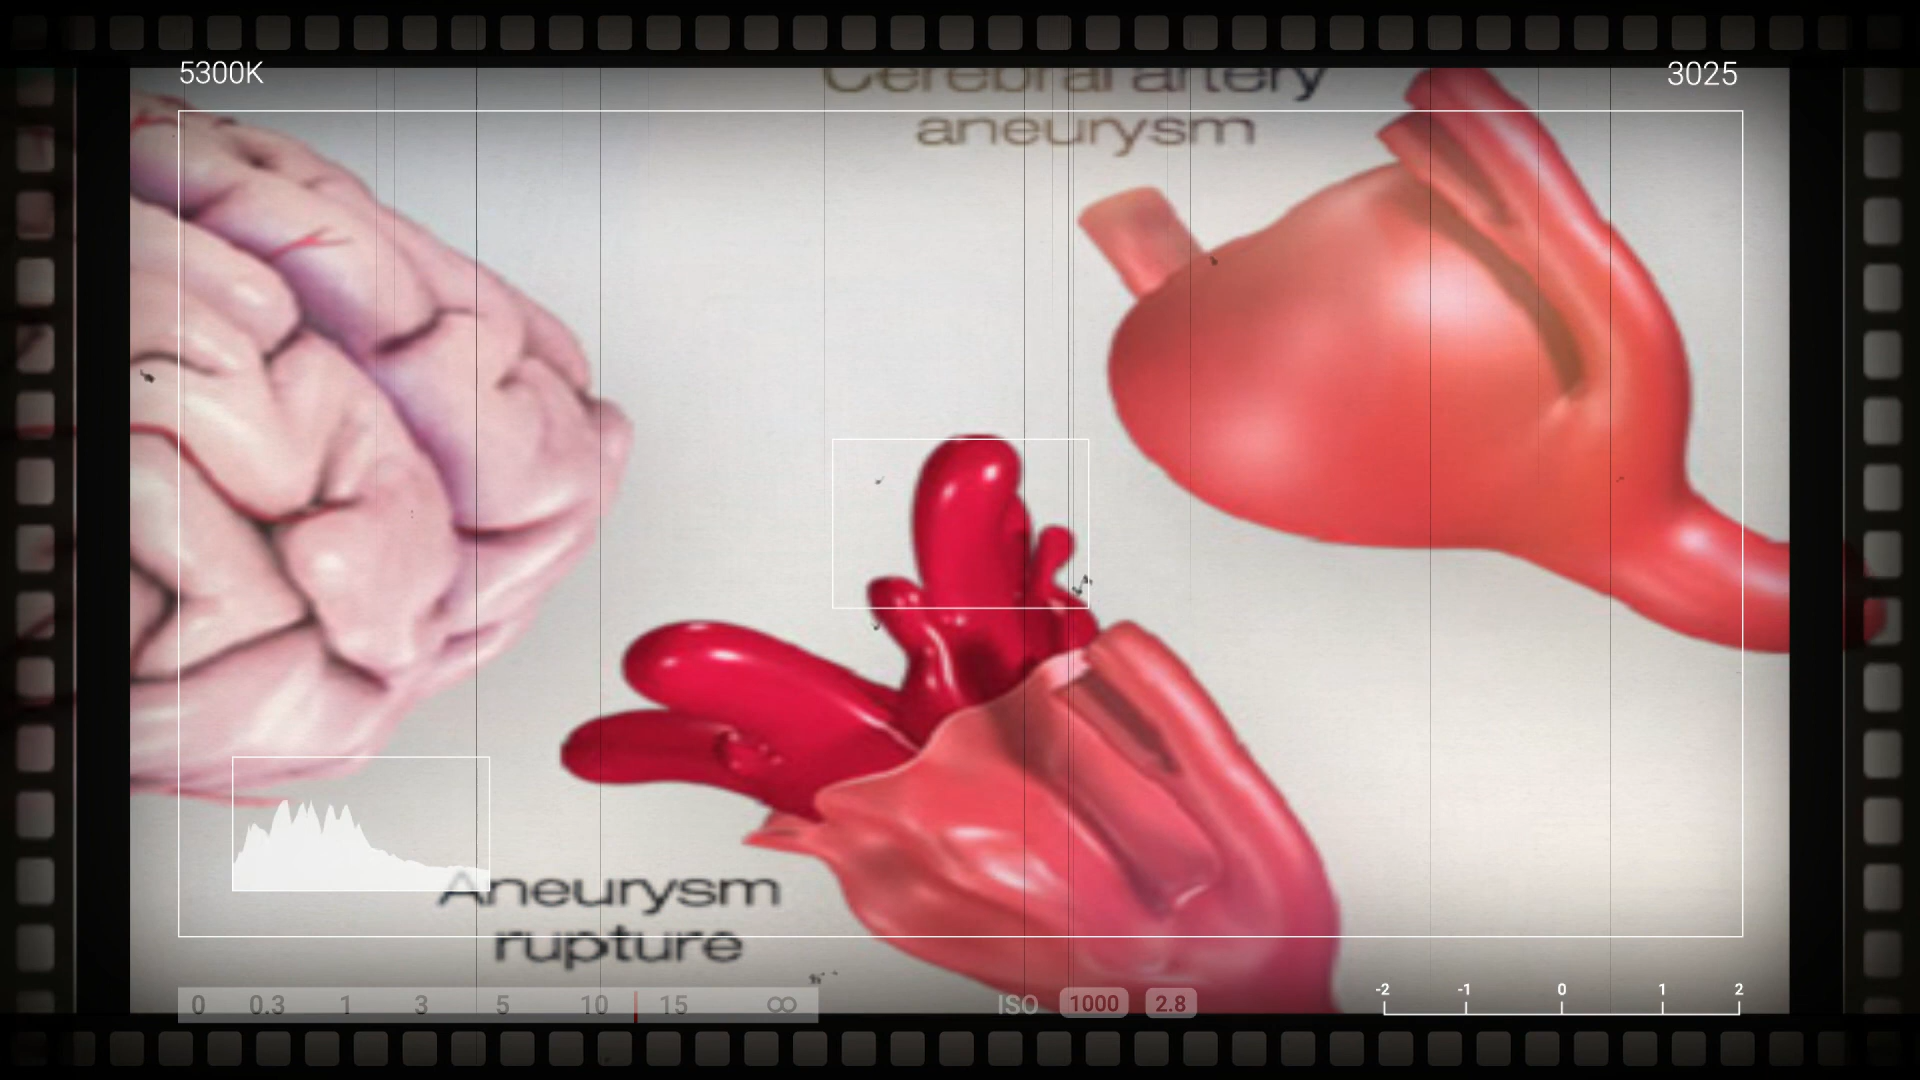 5300K
3025
Cerebral artery
aneurysm
Aneurysm
rupture
0 0.3 1 3 5 10 15 ∞
ISO 1000 2.8
-2 -1 0 1 2